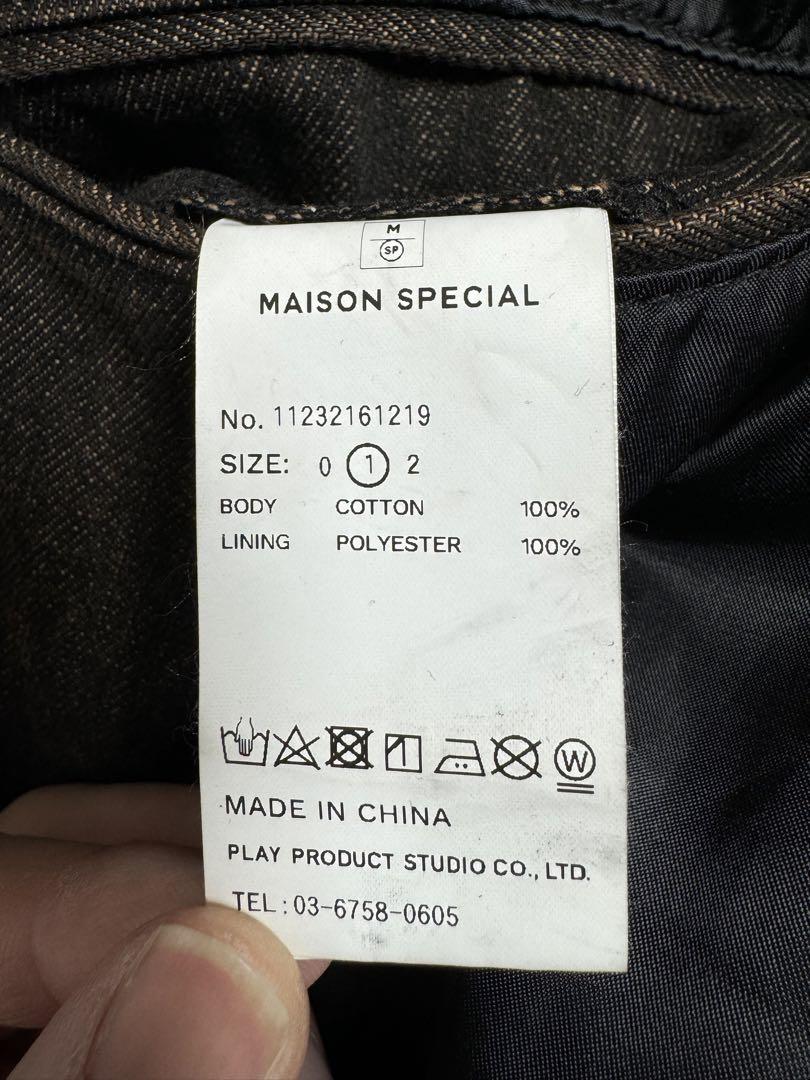 M
SP
MAISON SPECIAL
No. 11232161219
SIZE: 0 1 2
BODY COTTON 100%
LINING POLYESTER 100%
W
MADE IN CHINA
PLAY PRODUCT STUDIO CO., LTD.
TEL : 03-6758-0605